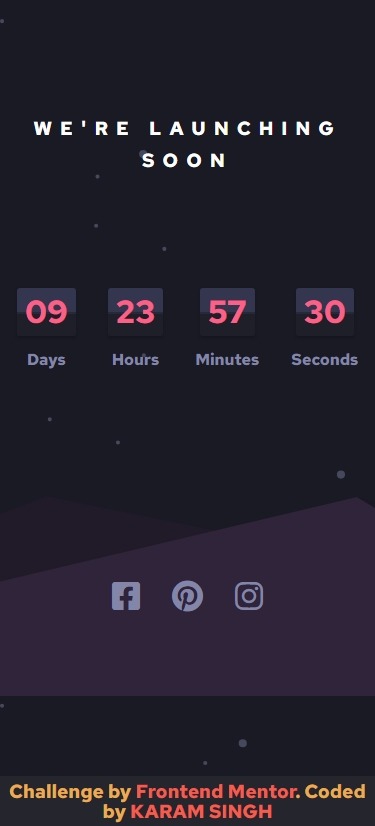 WE'RE LAUNCHING
SOON
09 23 57 30
Days Hours Minutes Seconds
Challenge by Frontend Mentor. Coded
by KARAM SINGH